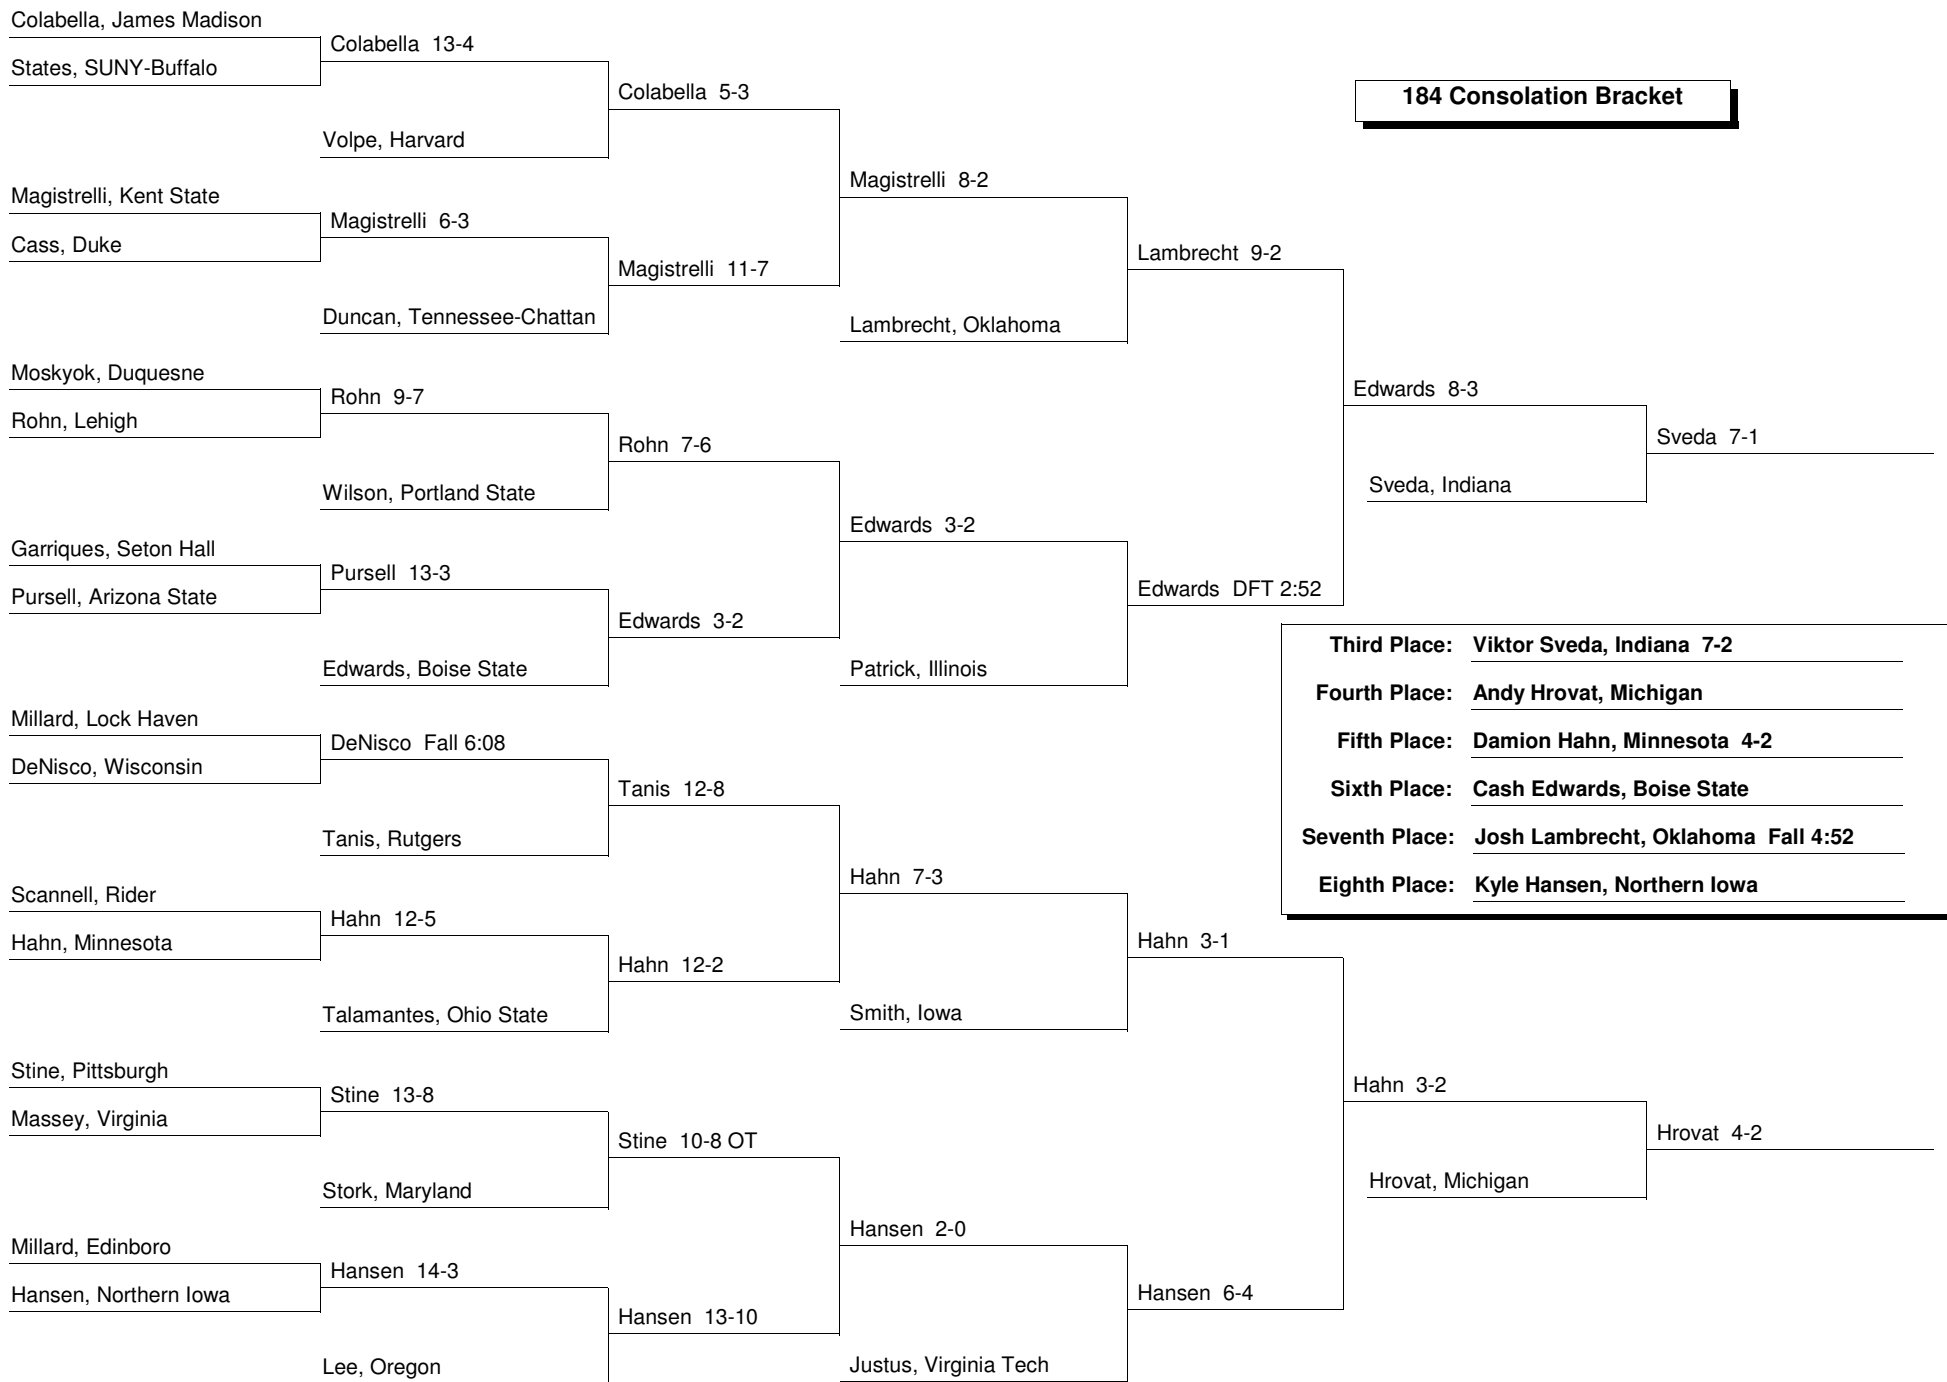 184 Consolation Bracket
Colabella, James Madison
States, SUNY-Buffalo
Magistrelli, Kent State
Cass, Duke
Moskyok, Duquesne
Rohn, Lehigh
Garriques, Seton Hall
Pursell, Arizona State
Millard, Lock Haven
DeNisco, Wisconsin
Scannell, Rider
Hahn, Minnesota
Stine, Pittsburgh
Massey, Virginia
Millard, Edinboro
Hansen, Northern Iowa
Colabella 13-4
Volpe, Harvard
Magistrelli 6-3
Duncan, Tennessee-Chattan
Rohn 9-7
Wilson, Portland State
Pursell 13-3
Edwards, Boise State
DeNisco Fall 6:08
Tanis, Rutgers
Hahn 12-5
Talamantes, Ohio State
Stine 13-8
Stork, Maryland
Hansen 14-3
Lee, Oregon
Colabella 5-3
Magistrelli 11-7
Rohn 7-6
Edwards 3-2
Tanis 12-8
Hahn 12-2
Stine 10-8 OT
Hansen 13-10
Magistrelli 8-2
Lambrecht, Oklahoma
Edwards 3-2
Patrick, Illinois
Hahn 7-3
Smith, Iowa
Hansen 2-0
Justus, Virginia Tech
Lambrecht 9-2
Edwards DFT 2:52
Hahn 3-1
Hansen 6-4
Edwards 8-3
Sveda, Indiana
Hahn 3-2
Hrovat, Michigan
Sveda 7-1
Hrovat 4-2
Third Place: Viktor Sveda, Indiana 7-2
Fourth Place: Andy Hrovat, Michigan
Fifth Place: Damion Hahn, Minnesota 4-2
Sixth Place: Cash Edwards, Boise State
Seventh Place: Josh Lambrecht, Oklahoma Fall 4:52
Eighth Place: Kyle Hansen, Northern Iowa